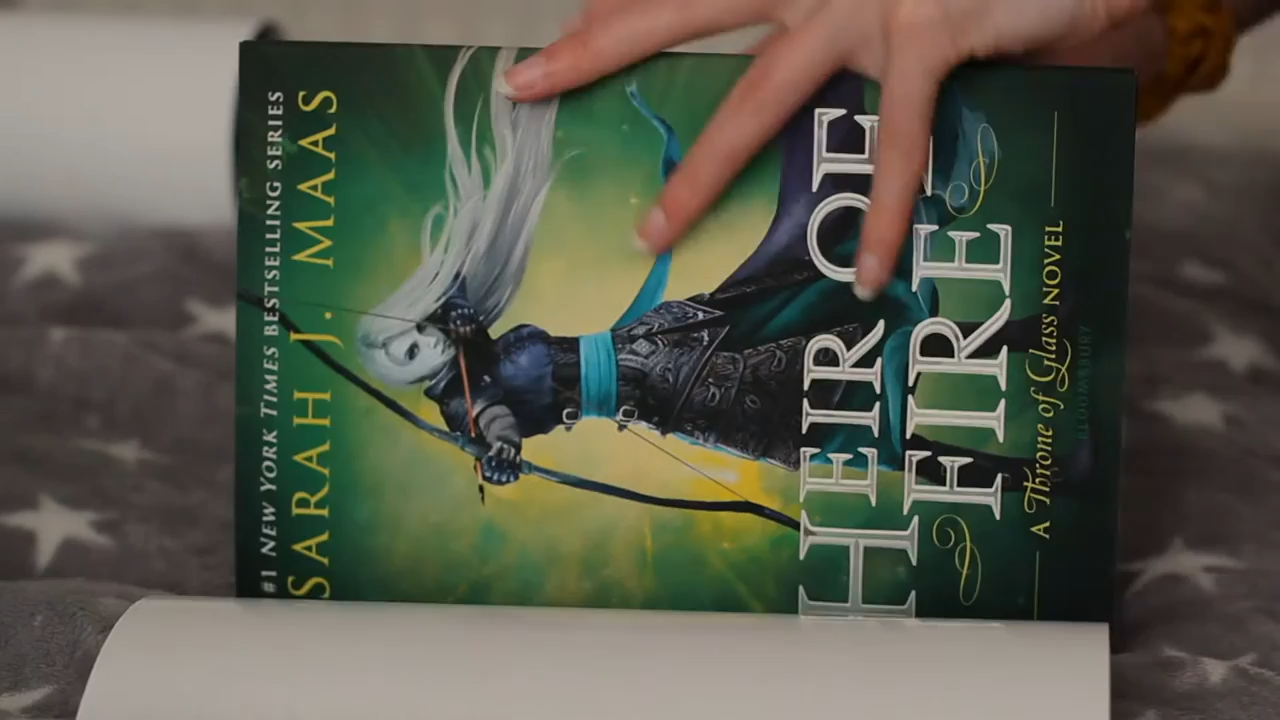 #1 NEW YORK TIMES BESTSELLING SERIES
SARAH J. MAAS
HEIR OF
FIRE
A Throne of Glass NOVEL
BLOOMSBURY